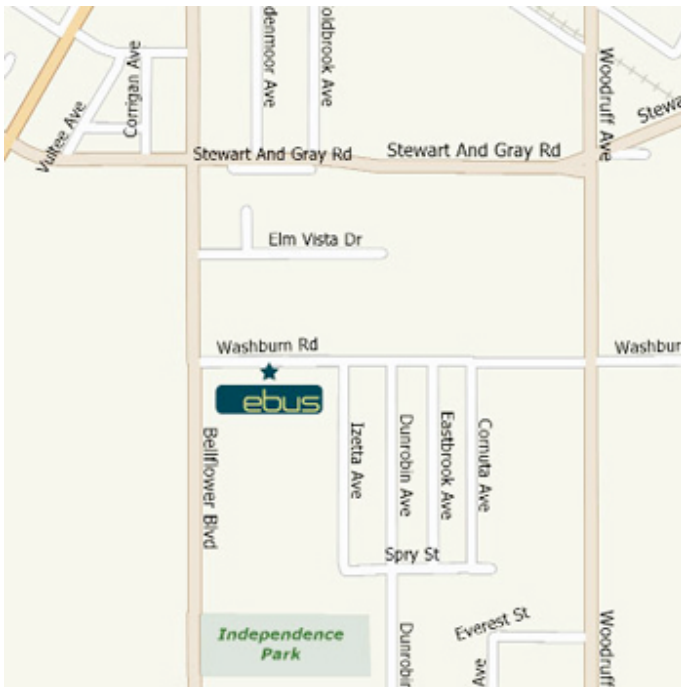 denmoor Ave
oldbrook Ave
Corrigan Ave
Woodruff Ave
Vultee Ave
Stewa
Stewart And Gray Rd
Stewart And Gray Rd
Elm Vista Dr
Washburn Rd
Washbur
ebus
Bellflower Blvd
Izetta Ave
Dunrobin Ave
Eastbrook Ave
Cornuta Ave
Spry St
Independence
Park
Dunrobin
Everest St
Woodruff
Ave